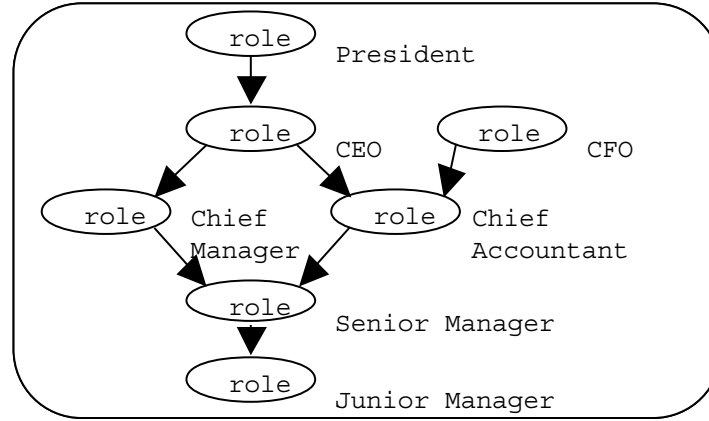 role
President
role
CEO
role
CFO
role
Chief
Manager
role
Chief
Accountant
role
Senior Manager
role
Junior Manager